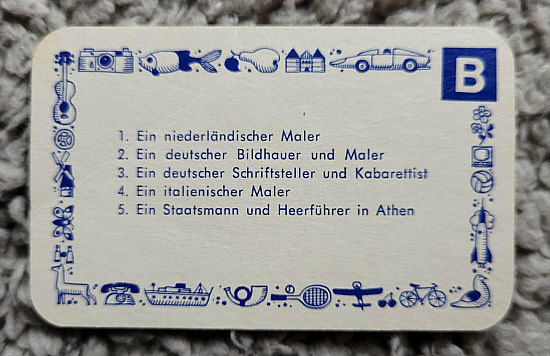 B
1. Ein niederländischer Maler
2. Ein deutscher Bildhauer und Maler
3. Ein deutscher Schriftsteller und Kabarettist
4. Ein italienischer Maler
5. Ein Staatsmann und Heerführer in Athen